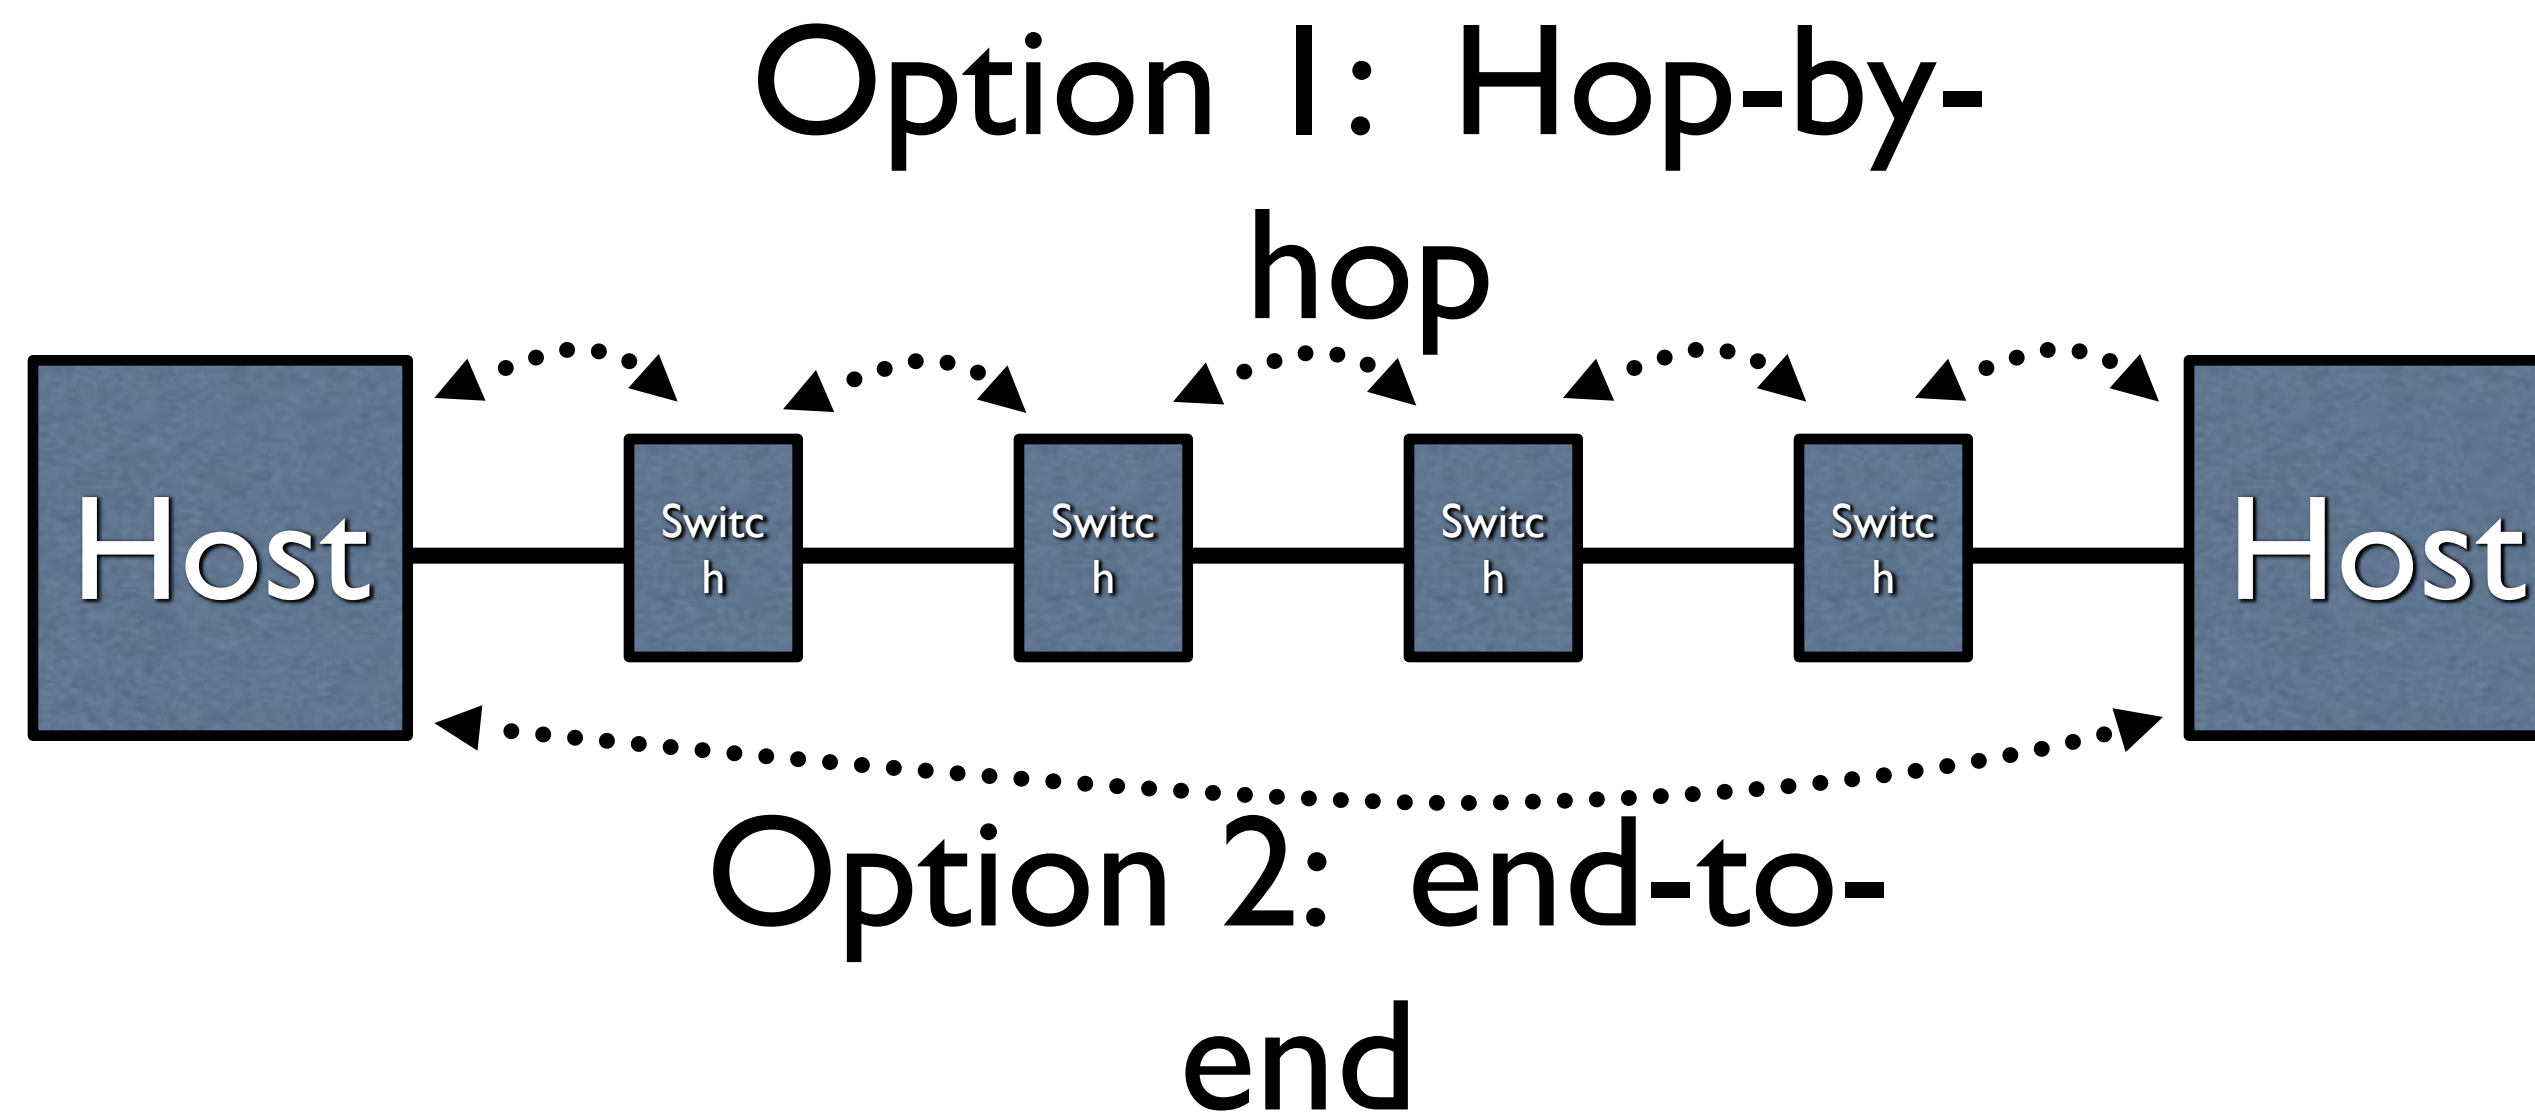 Option 1: Hop-by-
hop
Host
Switc
h
Switc
h
Switc
h
Switc
h
Host
Option 2: end-to-
end